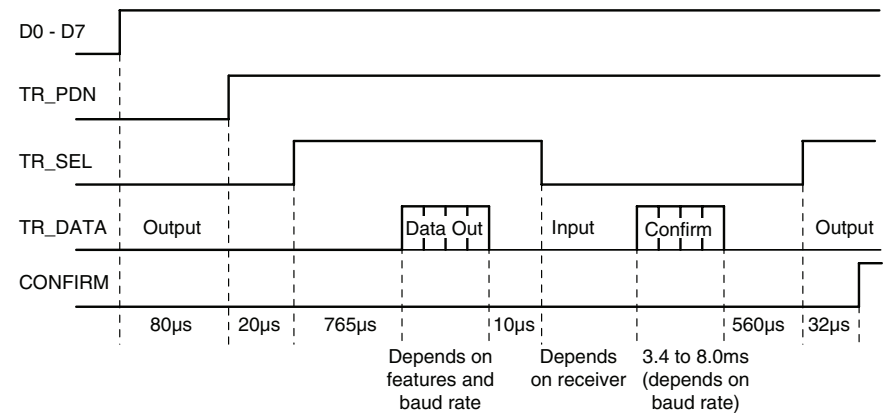 D0 - D7
TR_PDN
TR_SEL
TR_DATA Output Data Out Input Confirm Output
CONFIRM
80µs 20µs 765µs 10µs 560µs 32µs
Depends on
features and
baud rate
Depends
on receiver
3.4 to 8.0ms
(depends on
baud rate)